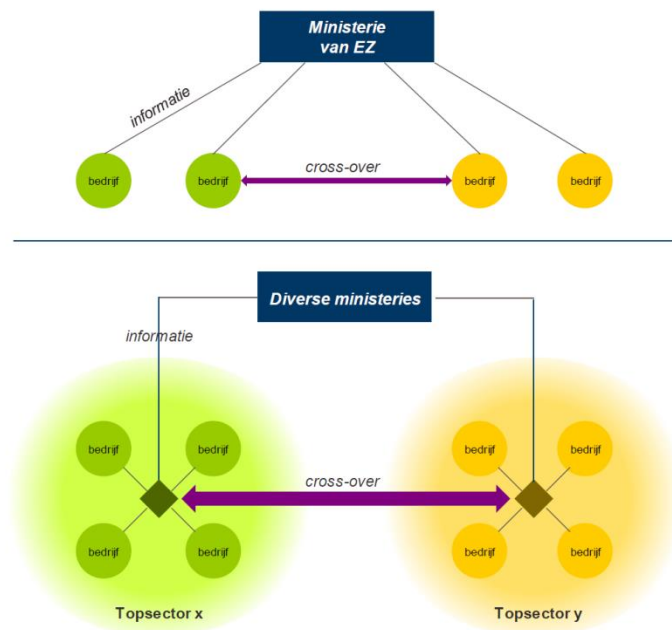 Ministerie
van EZ
informatie
bedrijf
bedrijf
cross-over
bedrijf
bedrijf
Diverse ministeries
informatie
bedrijf
bedrijf
bedrijf
bedrijf
cross-over
bedrijf
bedrijf
bedrijf
bedrijf
Topsector x
Topsector y